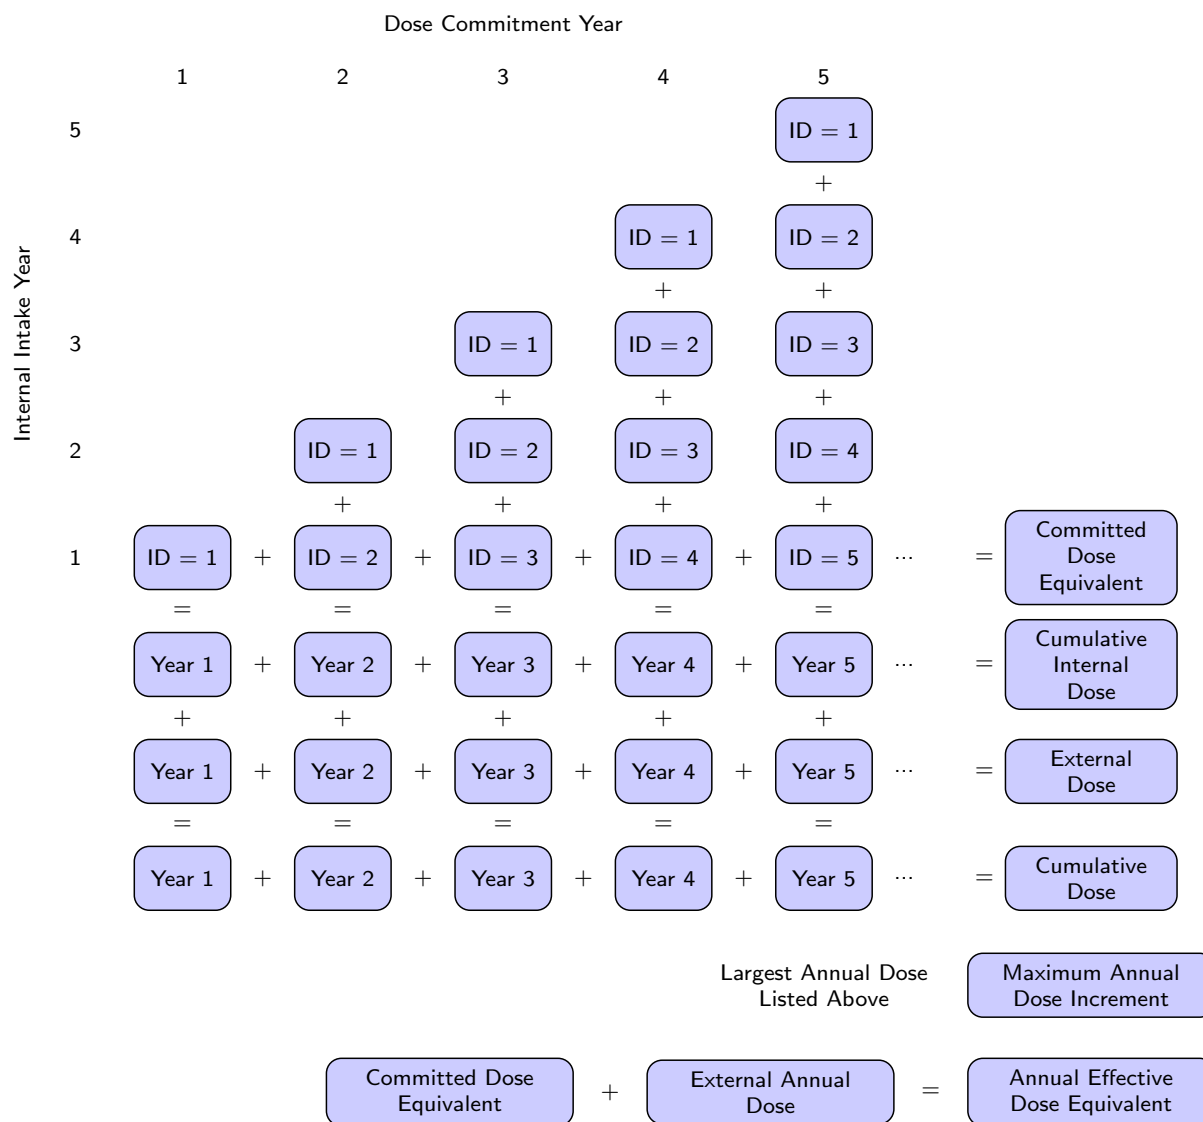 Dose Commitment Year
1 2 3 4 5
5 ID = 1
+
4 ID = 1 ID = 2
+ +
Internal Intake Year
3 ID = 1 ID = 2 ID = 3
+ + +
2 ID = 1 ID = 2 ID = 3 ID = 4
+ + + +
1 ID = 1 + ID = 2 + ID = 3 + ID = 4 + ID = 5 ... = Committed
Dose
Equivalent
= = = = =
Year 1 + Year 2 + Year 3 + Year 4 + Year 5 ... = Cumulative
Internal
Dose
+ + + + +
Year 1 + Year 2 + Year 3 + Year 4 + Year 5 ... = External
Dose
= = = = =
Year 1 + Year 2 + Year 3 + Year 4 + Year 5 ... = Cumulative
Dose
Largest Annual Dose
Listed Above
Maximum Annual
Dose Increment
Committed Dose
Equivalent
+
External Annual
Dose
=
Annual Effective
Dose Equivalent